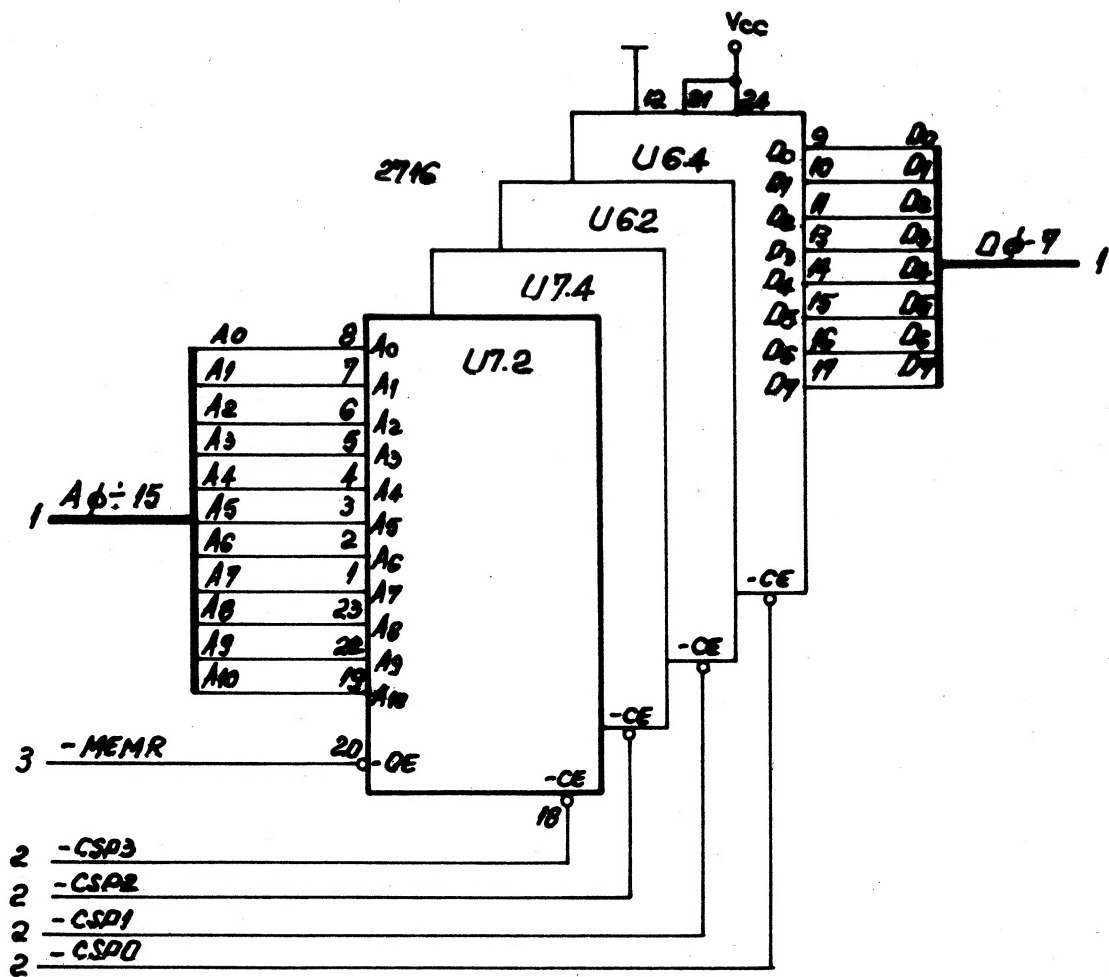 Vcc
12 21 24
U6.4
2716
U6.2
U7.4
U7.2
D0 9 D0
D1 10 D1
D2 11 D2
D3 13 D3
D4 14 D4
D5 15 D5
D6 16 D6
D7 17 D7
Dϕ-7 1
1 Aϕ÷15
A0 8 A0
A1 7 A1
A2 6 A2
A3 5 A3
A4 4 A4
A5 3 A5
A6 2 A6
A7 1 A7
A8 23 A8
A9 22 A9
A10 19 A10
3 -MEMR 20 -OE
-CE
-CE
-CE
-CE
18
2 -CSP3
2 -CSP2
2 -CSP1
2 -CSP0